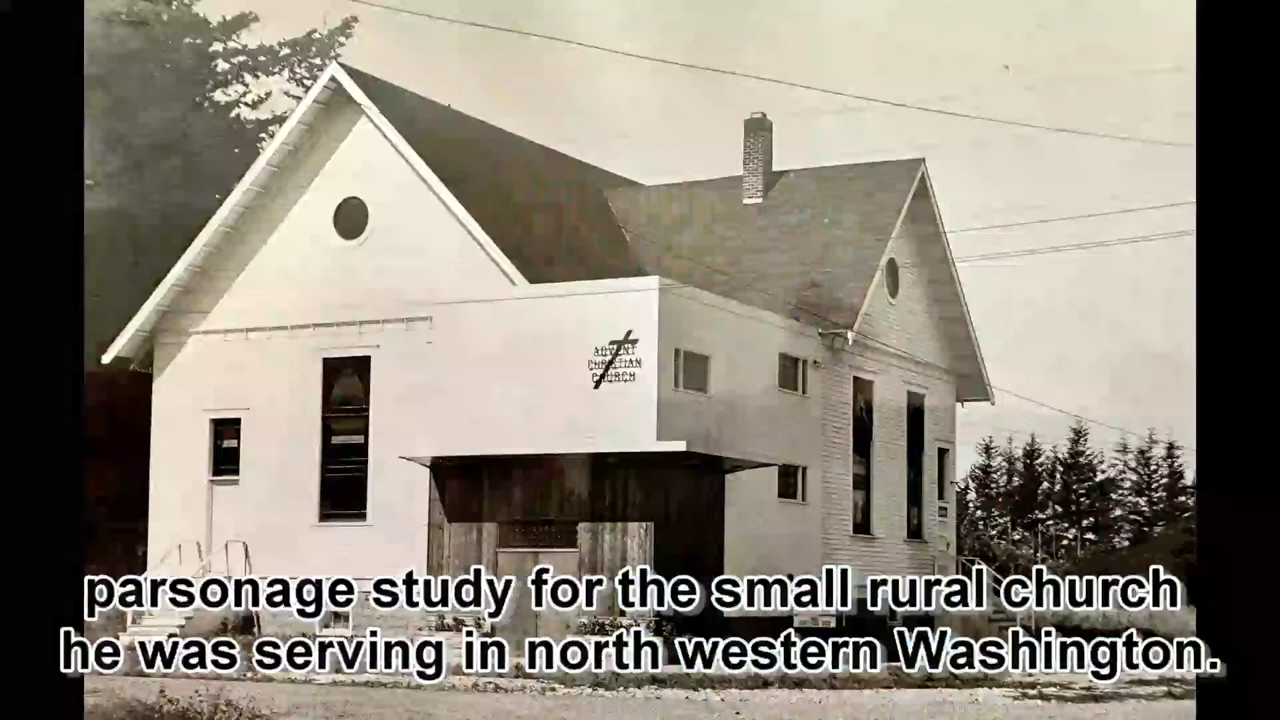 ADVENT
CHRISTIAN
CHURCH
parsonage study for the small rural church
he was serving in north western Washington.